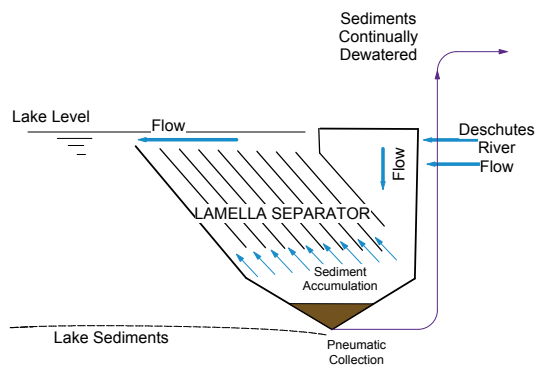 Sediments
Continually
Dewatered
Lake Level
Flow
Deschutes
River
Flow
Flow
LAMELLA SEPARATOR
Sediment
Accumulation
Lake Sediments
Pneumatic
Collection